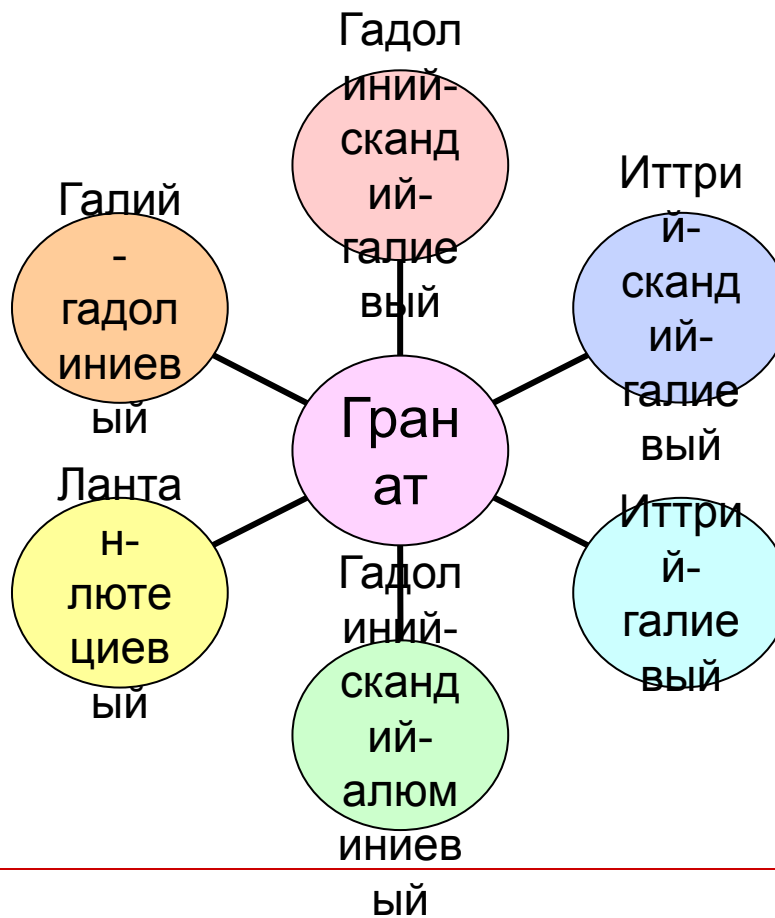 Гадол
иний-
сканд
ий-
галие
вый
Иттри
й-
сканд
ий-
галие
вый
Иттри
й-
галие
вый
Гадол
иний-
сканд
ий-
алюм
иниев
ый
Ланта
н-
люте
циев
ый
Галий
-
гадол
иниев
ый
Гран
ат